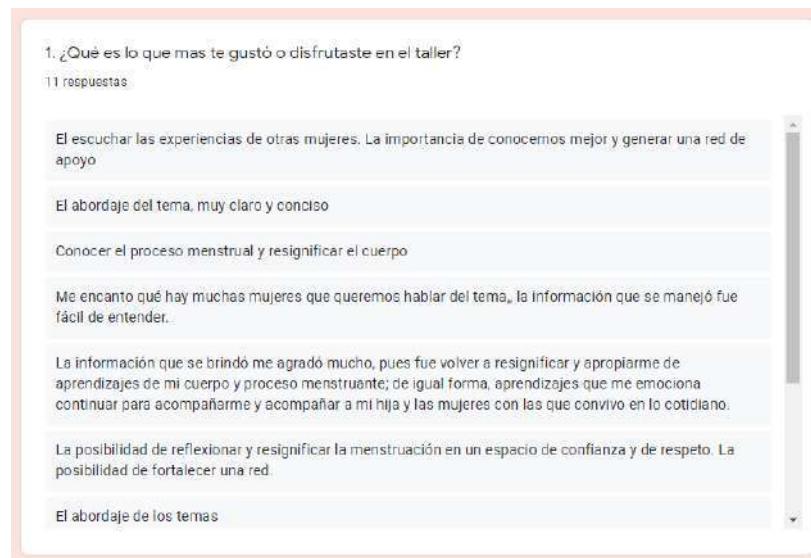 1. ¿Qué es lo que mas te gustó o disfrutaste en el taller?
11 respuestas
El escuchar las experiencias de otras mujeres. La importancia de conocernos mejor y generar una red de
apoyo
El abordaje del tema, muy claro y conciso
Conocer el proceso menstrual y resignificar el cuerpo
Me encanto qué hay muchas mujeres que queremos hablar del tema,, la información que se manejó fue
fácil de entender.
La información que se brindó me agradó mucho, pues fue volver a resignificar y apropiarme de
aprendizajes de mi cuerpo y proceso menstruante; de igual forma, aprendizajes que me emociona
continuar para acompañarme y acompañar a mi hija y las mujeres con las que convivo en lo cotidiano.
La posibilidad de reflexionar y resignificar la menstruación en un espacio de confianza y de respeto. La
posibilidad de fortalecer una red.
El abordaje de los temas